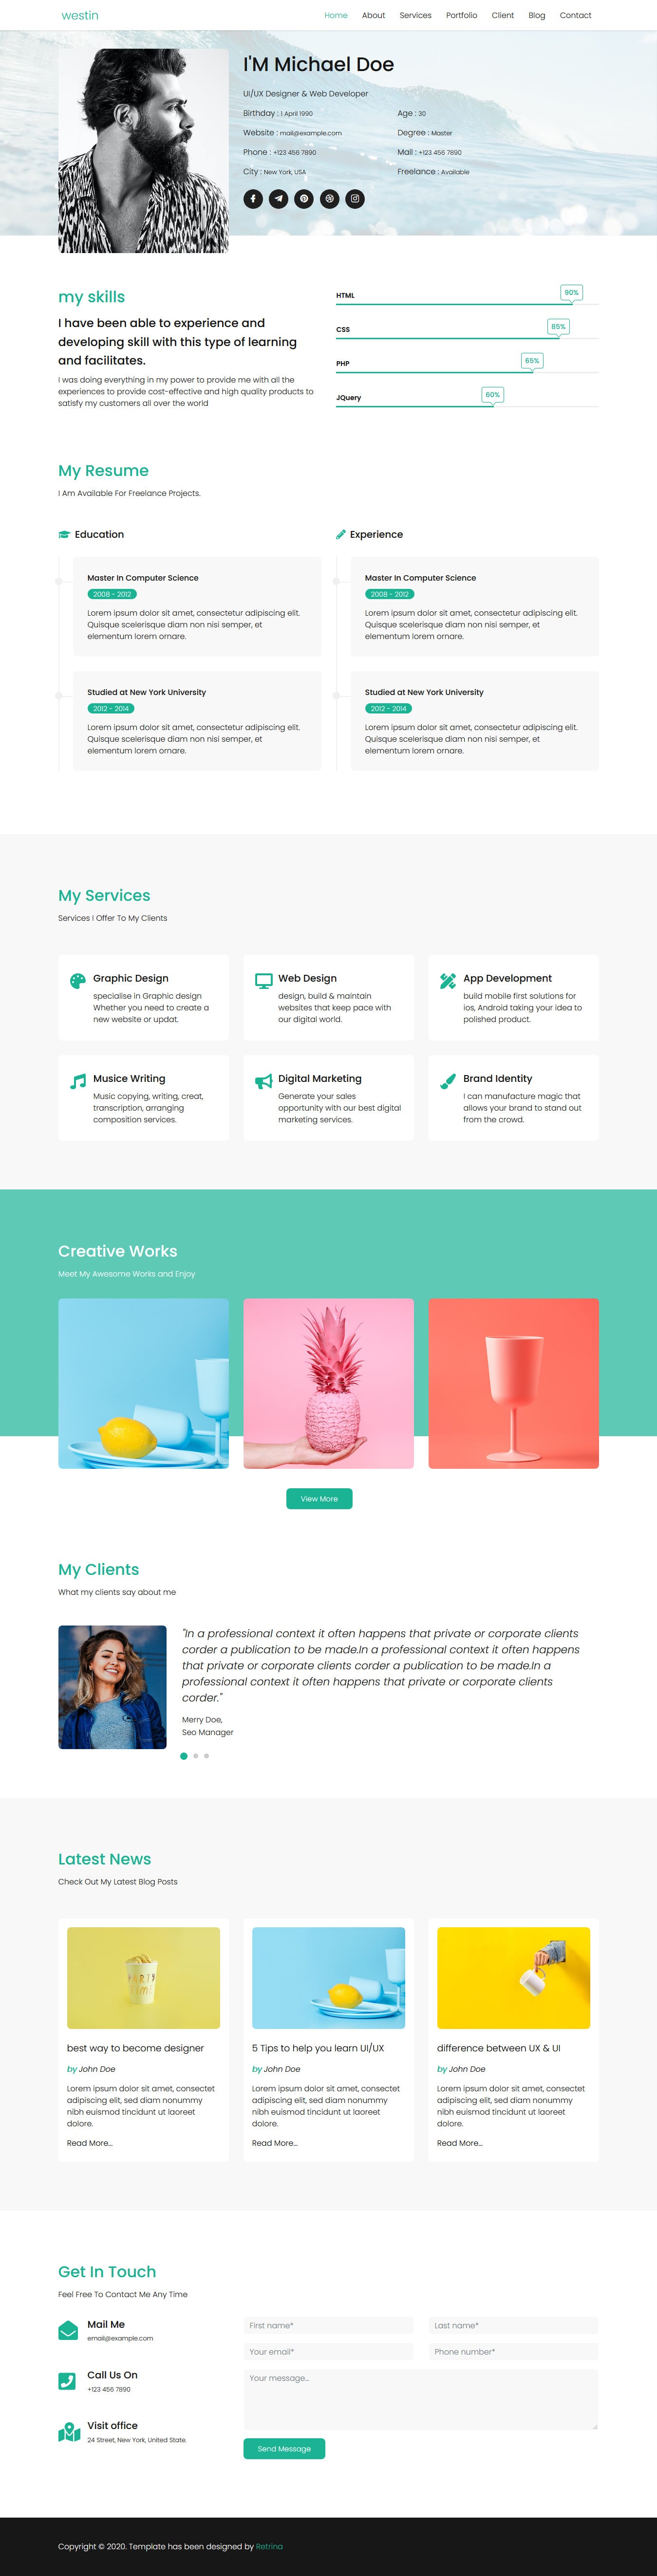 westin
Home About Services Portfolio Client Blog Contact
I'M Michael Doe
UI/UX Designer & Web Developer
Birthday : 1 April 1990
Age : 30
Website : mail@example.com
Degree : Master
Phone : +123 456 7890
Mail : +123 456 7890
City : New York, USA
Freelance : Available
my skills
I have been able to experience and
developing skill with this type of learning
and facilitates.
I was doing everything in my power to provide me with all the
experiences to provide cost-effective and high quality products to
satisfy my customers all over the world
HTML
90%
CSS
85%
PHP
65%
JQuery
60%
My Resume
I Am Available For Freelance Projects.
Education
Master In Computer Science
2008 - 2012
Lorem ipsum dolor sit amet, consectetur adipiscing elit.
Quisque scelerisque diam non nisi semper, et
elementum lorem ornare.
Studied at New York University
2012 - 2014
Lorem ipsum dolor sit amet, consectetur adipiscing elit.
Quisque scelerisque diam non nisi semper, et
elementum lorem ornare.
Experience
Master In Computer Science
2008 - 2012
Lorem ipsum dolor sit amet, consectetur adipiscing elit.
Quisque scelerisque diam non nisi semper, et
elementum lorem ornare.
Studied at New York University
2012 - 2014
Lorem ipsum dolor sit amet, consectetur adipiscing elit.
Quisque scelerisque diam non nisi semper, et
elementum lorem ornare.
My Services
Services I Offer To My Clients
Graphic Design
specialise in Graphic design
Whether you need to create a
new website or updat.
Web Design
design, build & maintain
websites that keep pace with
our digital world.
App Development
build mobile first solutions for
ios, Android taking your idea to
polished product.
Musice Writing
Music copying, writing, creat,
transcription, arranging
composition services.
Digital Marketing
Generate your sales
opportunity with our best digital
marketing services.
Brand Identity
I can manufacture magic that
allows your brand to stand out
from the crowd.
Creative Works
Meet My Awesome Works and Enjoy
View More
My Clients
What my clients say about me
"In a professional context it often happens that private or corporate clients
corder a publication to be made.In a professional context it often happens
that private or corporate clients corder a publication to be made.In a
professional context it often happens that private or corporate clients
corder."
Merry Doe,
Seo Manager
Latest News
Check Out My Latest Blog Posts
PARTY
TIME
best way to become designer
by John Doe
Lorem ipsum dolor sit amet, consectet
adipiscing elit, sed diam nonummy
nibh euismod tincidunt ut laoreet
dolore.
Read More...
5 Tips to help you learn UI/UX
by John Doe
Lorem ipsum dolor sit amet, consectet
adipiscing elit, sed diam nonummy
nibh euismod tincidunt ut laoreet
dolore.
Read More...
difference between UX & UI
by John Doe
Lorem ipsum dolor sit amet, consectet
adipiscing elit, sed diam nonummy
nibh euismod tincidunt ut laoreet
dolore.
Read More...
Get In Touch
Feel Free To Contact Me Any Time
Mail Me
email@example.com
Call Us On
+123 456 7890
Visit office
24 Street, New York, United State.
First name*
Last name*
Your email*
Phone number*
Your message...
Send Message
Copyright © 2020. Template has been designed by Retrina